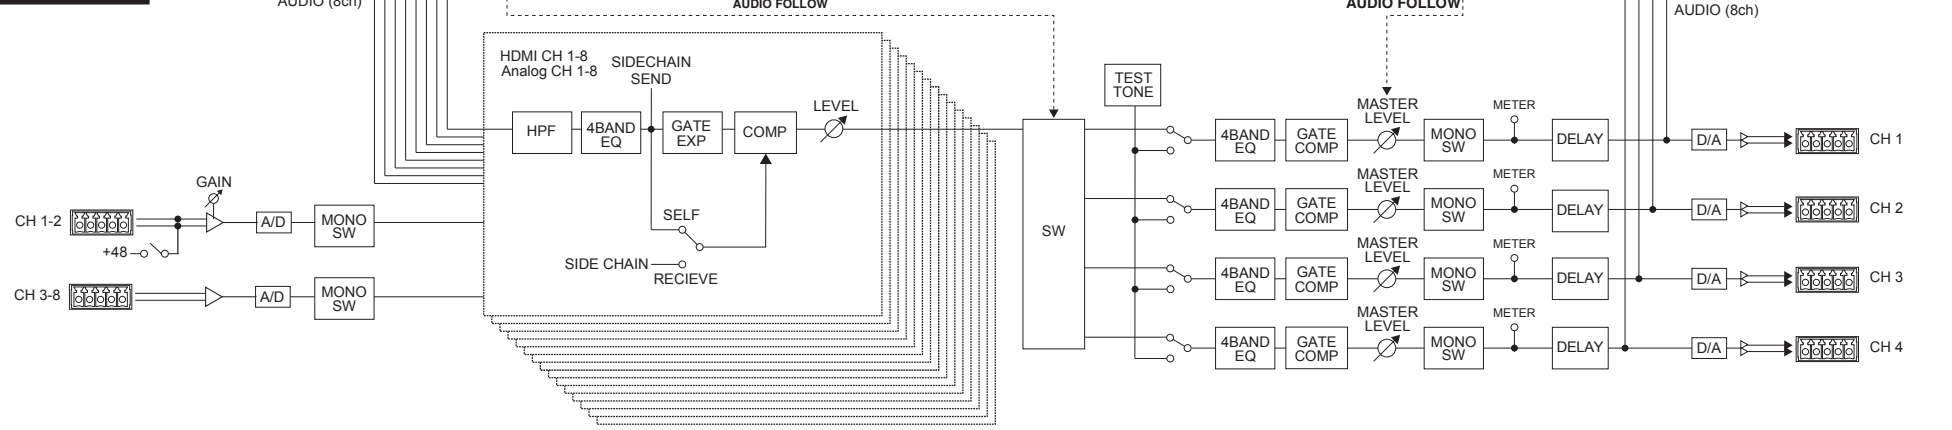 AUDIO (8ch)
AUDIO FOLLOW
AUDIO FOLLOW
AUDIO (8ch)
HDMI CH 1-8
Analog CH 1-8
SIDECHAIN
SEND
HPF
4BAND
EQ
GATE
EXP
COMP
LEVEL
SELF
SIDE CHAIN
RECIEVE
GAIN
CH 1-2
+48
A/D
MONO
SW
CH 3-8
A/D
MONO
SW
SW
TEST
TONE
4BAND
EQ
GATE
COMP
MASTER
LEVEL
MONO
SW
METER
DELAY
D/A
CH 1
4BAND
EQ
GATE
COMP
MASTER
LEVEL
MONO
SW
METER
DELAY
D/A
CH 2
4BAND
EQ
GATE
COMP
MASTER
LEVEL
MONO
SW
METER
DELAY
D/A
CH 3
4BAND
EQ
GATE
COMP
MASTER
LEVEL
MONO
SW
METER
DELAY
D/A
CH 4